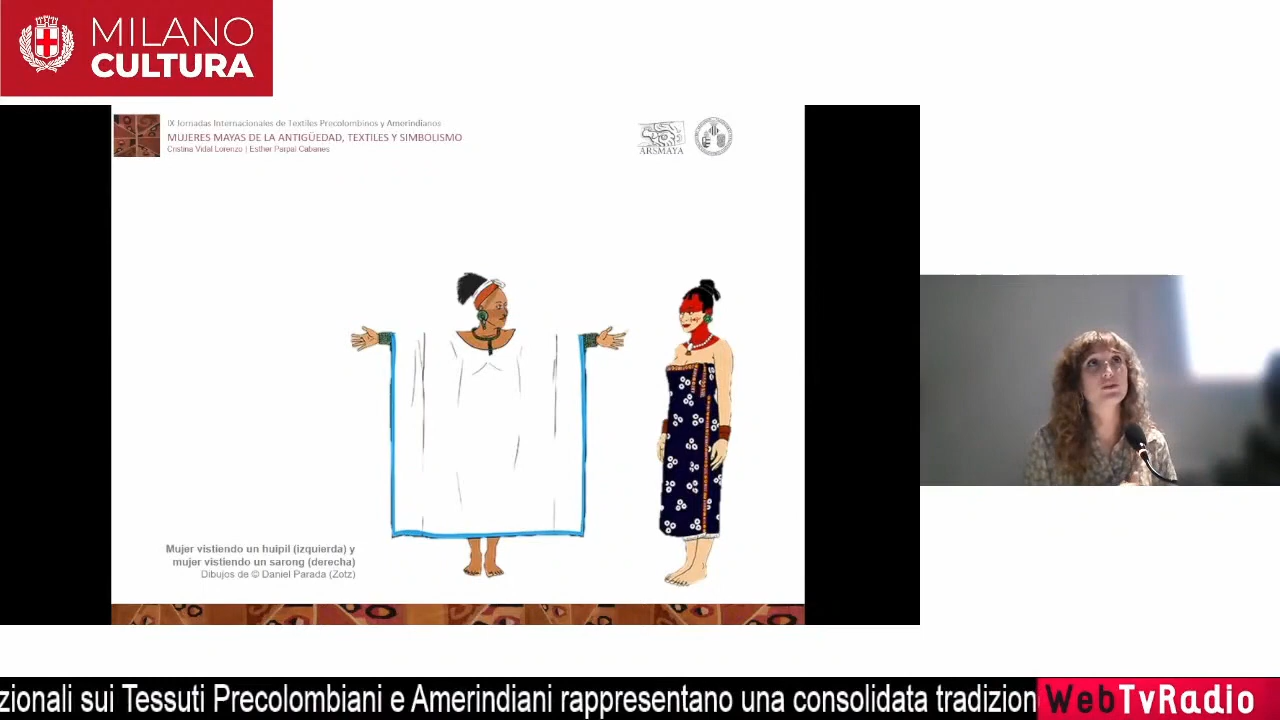 MILANO
CULTURA
IX Jornadas Internacionales de Textiles Precolombinos y Amerindianos
MUJERES MAYAS DE LA ANTIGÜEDAD, TEXTILES Y SIMBOLISMO
Cristina Vidal Lorenzo | Esther Parpal Cabanes
ARSMAYA
Mujer vistiendo un huipil (izquierda) y
mujer vistiendo un sarong (derecha)
Dibujos de © Daniel Parada (Zotz)
zionali sui Tessuti Precolombiani e Amerindiani rappresentano una consolidata tradizion
WebTvRadio